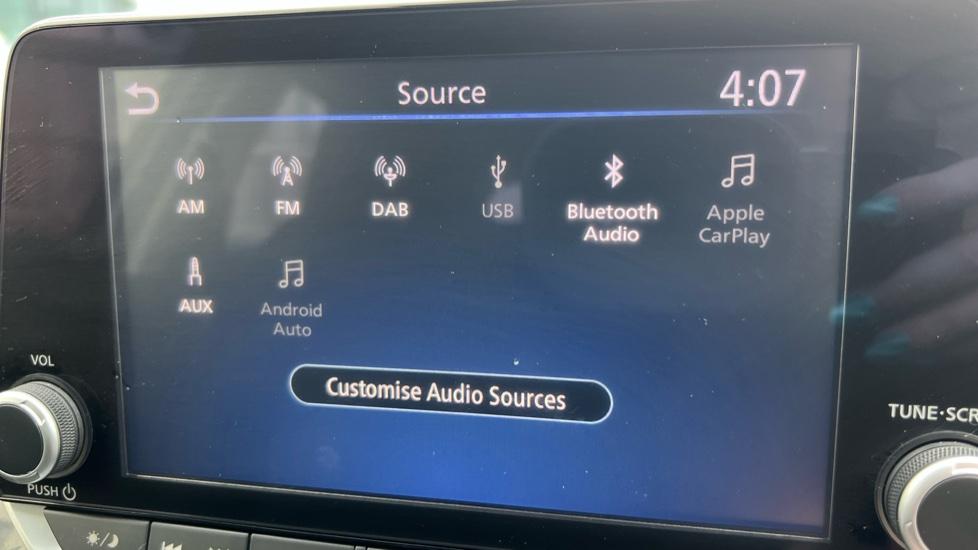 Source
4:07
AM
FM
DAB
USB
Bluetooth
Audio
Apple
CarPlay
AUX
Android
Auto
Customise Audio Sources
VOL
PUSH
TUNE·SCR